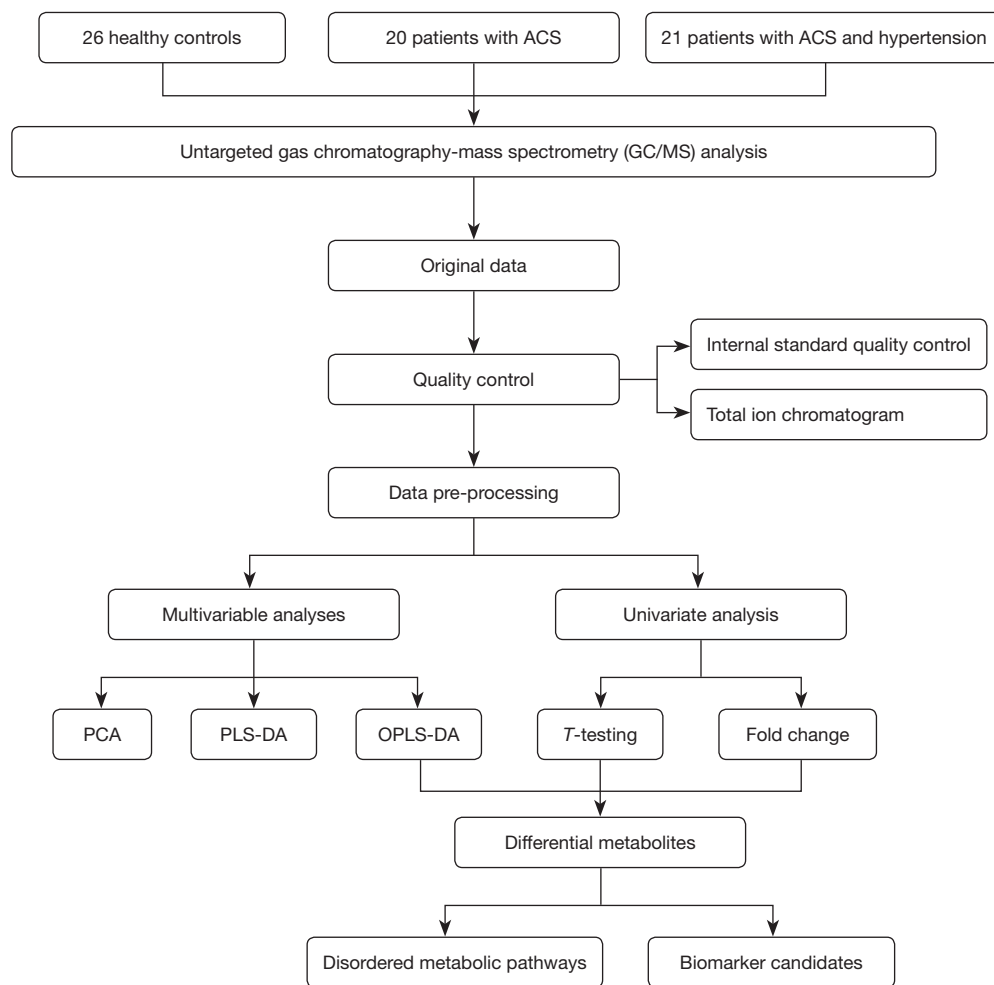 26 healthy controls
20 patients with ACS
21 patients with ACS and hypertension
Untargeted gas chromatography-mass spectrometry (GC/MS) analysis
Original data
Quality control
Internal standard quality control
Total ion chromatogram
Data pre-processing
Multivariable analyses
Univariate analysis
PCA
PLS-DA
OPLS-DA
T-testing
Fold change
Differential metabolites
Disordered metabolic pathways
Biomarker candidates